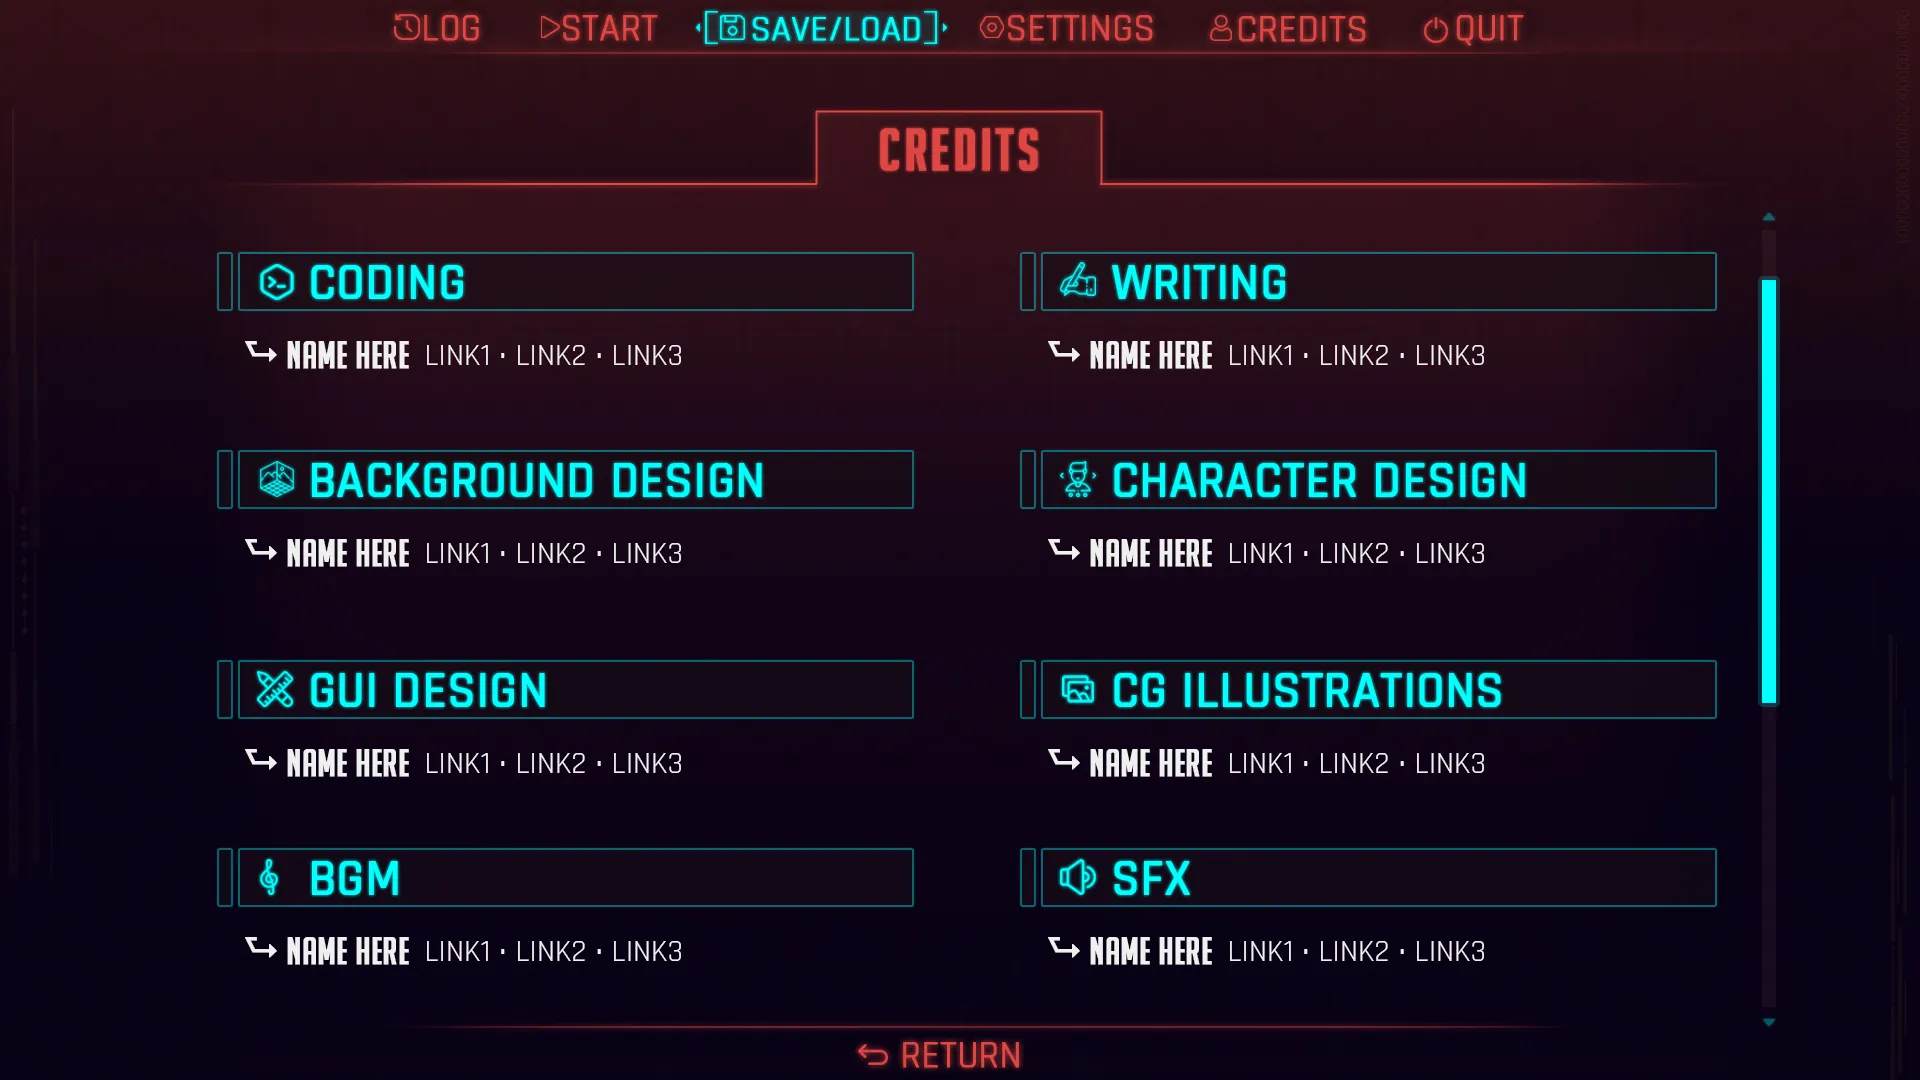 LOG START SAVE/LOAD SETTINGS CREDITS QUIT
CREDITS
CODING
NAME HERE LINK1 · LINK2 · LINK3
WRITING
NAME HERE LINK1 · LINK2 · LINK3
BACKGROUND DESIGN
NAME HERE LINK1 · LINK2 · LINK3
CHARACTER DESIGN
NAME HERE LINK1 · LINK2 · LINK3
GUI DESIGN
NAME HERE LINK1 · LINK2 · LINK3
CG ILLUSTRATIONS
NAME HERE LINK1 · LINK2 · LINK3
BGM
NAME HERE LINK1 · LINK2 · LINK3
SFX
NAME HERE LINK1 · LINK2 · LINK3
RETURN